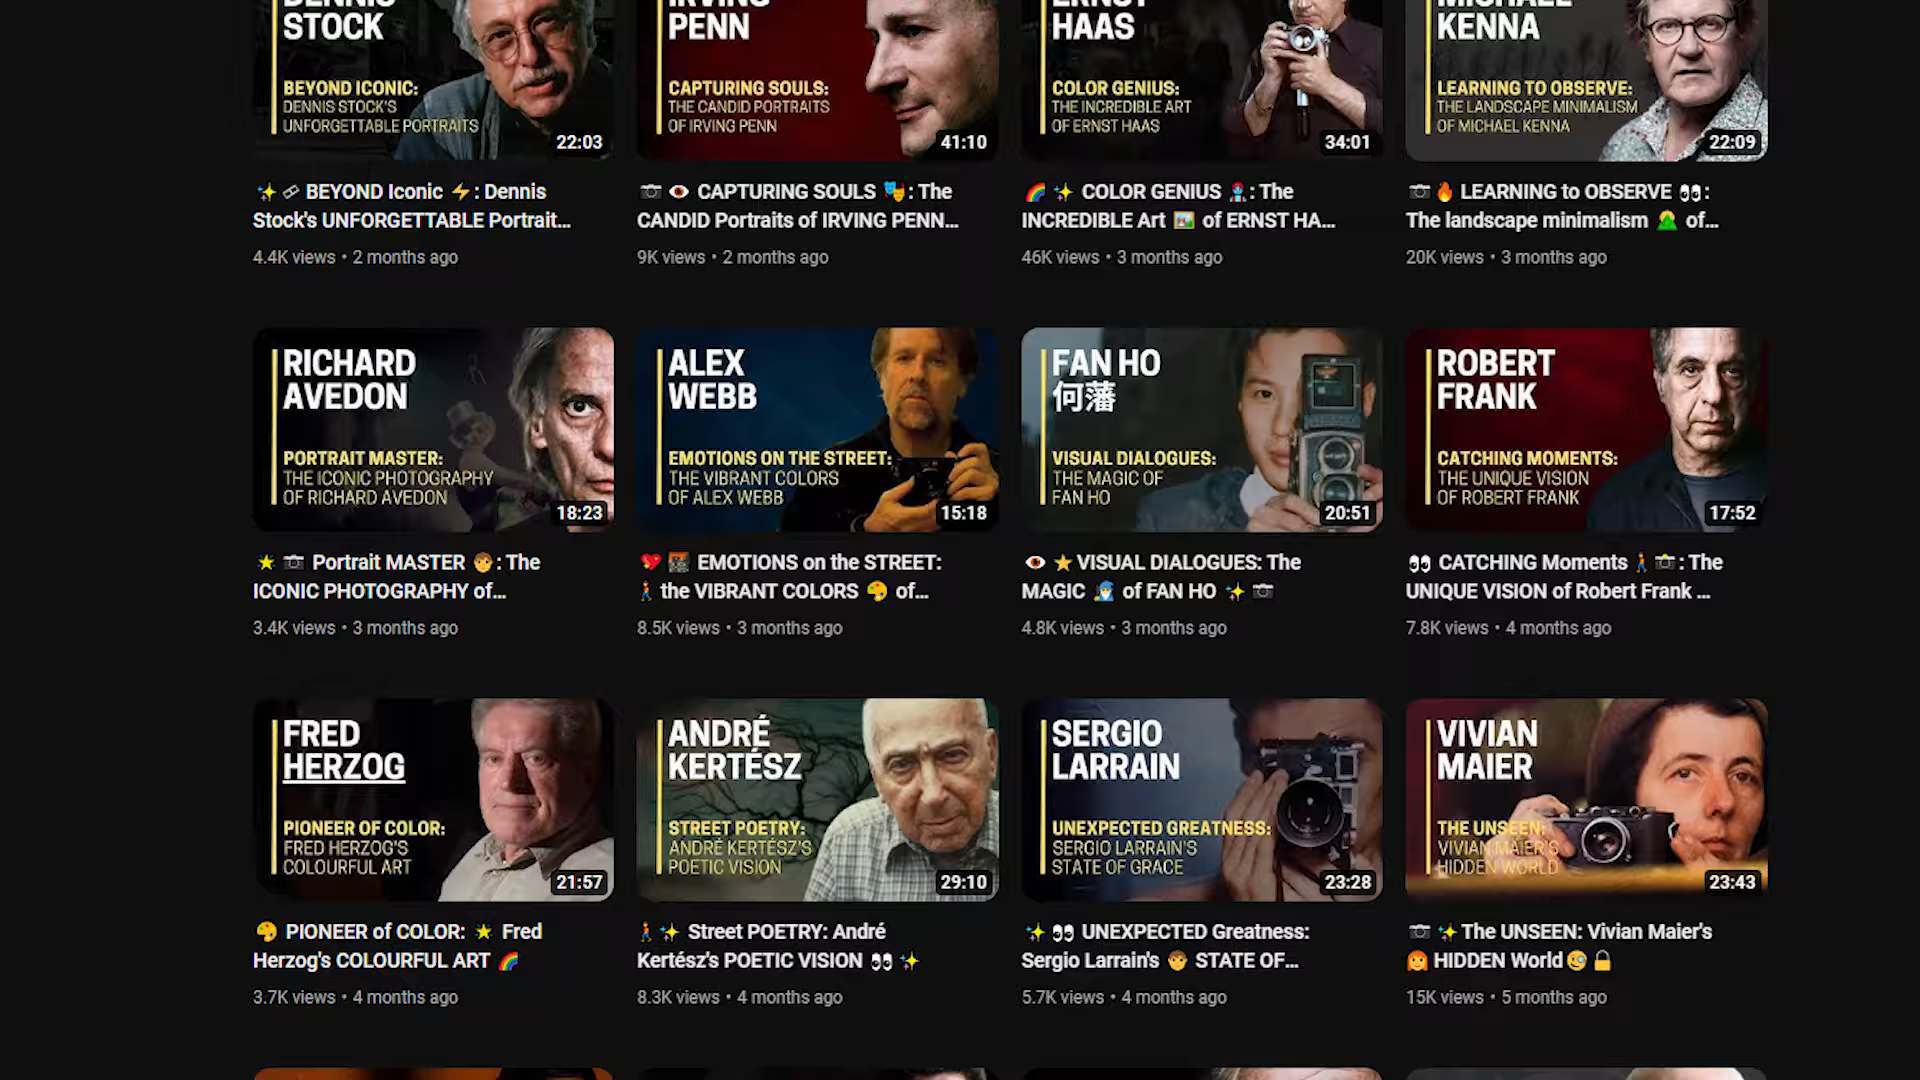 DENNIS
STOCK
BEYOND ICONIC:
DENNIS STOCK'S
UNFORGETTABLE PORTRAITS
22:03
IRVING
PENN
CAPTURING SOULS:
THE CANDID PORTRAITS
OF IRVING PENN
41:10
ERNST
HAAS
COLOR GENIUS:
THE INCREDIBLE ART
OF ERNST HAAS
34:01
MICHAEL
KENNA
LEARNING TO OBSERVE:
THE LANDSCAPE MINIMALISM
OF MICHAEL KENNA
22:09
✨🔗 BEYOND Iconic ⚡: Dennis
Stock's UNFORGETTABLE Portrait...
4.4K views • 2 months ago
📷 👁 CAPTURING SOULS 🎭: The
CANDID Portraits of IRVING PENN...
9K views • 2 months ago
🌈✨ COLOR GENIUS 👩‍🎨: The
INCREDIBLE Art 🖼 of ERNST HA...
46K views • 3 months ago
📷🔥 LEARNING to OBSERVE 👀:
The landscape minimalism 🏞 of...
20K views • 3 months ago
RICHARD
AVEDON
PORTRAIT MASTER:
THE ICONIC PHOTOGRAPHY
OF RICHARD AVEDON
18:23
ALEX
WEBB
EMOTIONS ON THE STREET:
THE VIBRANT COLORS
OF ALEX WEBB
15:18
FAN HO
何藩
VISUAL DIALOGUES:
THE MAGIC OF
FAN HO
20:51
ROBERT
FRANK
CATCHING MOMENTS:
THE UNIQUE VISION
OF ROBERT FRANK
17:52
🌟 📷 Portrait MASTER 🧑: The
ICONIC PHOTOGRAPHY of...
3.4K views • 3 months ago
💖 🌆 EMOTIONS on the STREET:
🚶 the VIBRANT COLORS 🎨 of...
8.5K views • 3 months ago
👁 ⭐ VISUAL DIALOGUES: The
MAGIC 🧙 of FAN HO ✨ 📷
4.8K views • 3 months ago
👀 CATCHING Moments 🚶📸: The
UNIQUE VISION of Robert Frank ...
7.8K views • 4 months ago
FRED
HERZOG
PIONEER OF COLOR:
FRED HERZOG'S
COLOURFUL ART
21:57
ANDRÉ
KERTÉSZ
STREET POETRY:
ANDRÉ KERTÉSZ'S
POETIC VISION
29:10
SERGIO
LARRAIN
UNEXPECTED GREATNESS:
SERGIO LARRAIN'S
STATE OF GRACE
23:28
VIVIAN
MAIER
THE UNSEEN:
VIVIAN MAIER'S
HIDDEN WORLD
23:43
🎨 PIONEER of COLOR: 🌟 Fred
Herzog's COLOURFUL ART 🌈
3.7K views • 4 months ago
🚶✨ Street POETRY: André
Kertész's POETIC VISION 👀✨
8.3K views • 4 months ago
✨👀 UNEXPECTED Greatness:
Sergio Larrain's 🧑 STATE OF...
5.7K views • 4 months ago
📷 ✨The UNSEEN: Vivian Maier's
👩‍🦰 HIDDEN World🧐🔒
15K views • 5 months ago